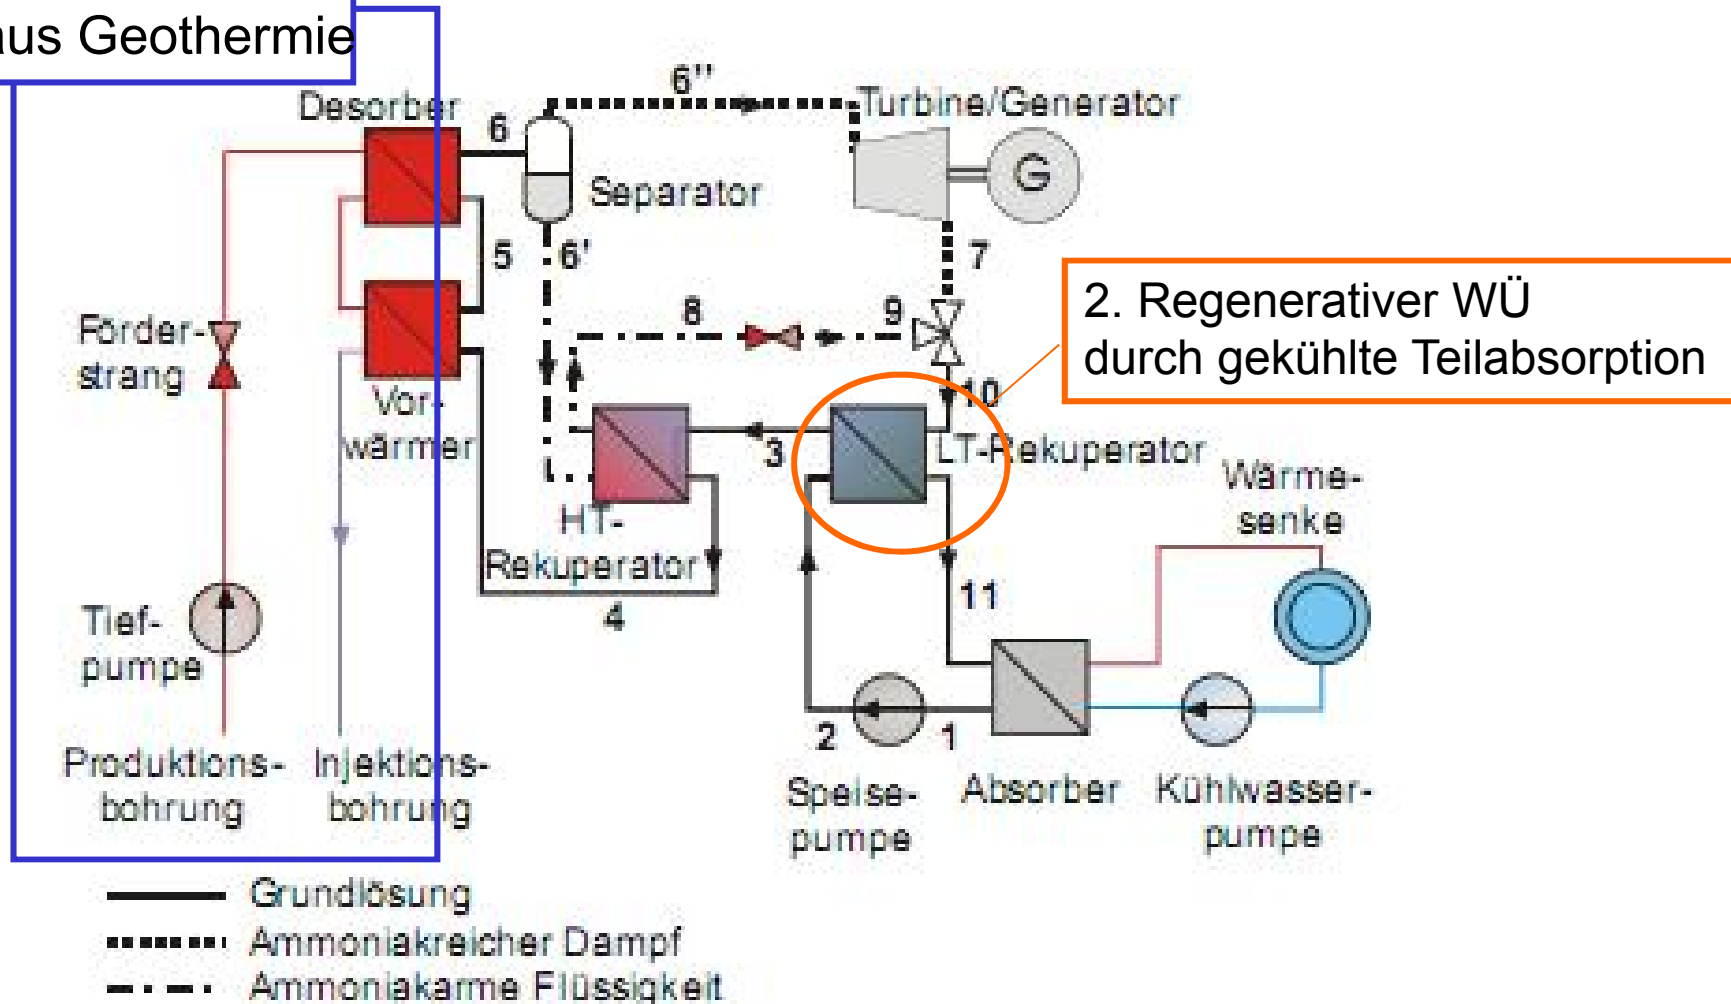 aus Geothermie
6''
Desorber
Turbine/Generator
6
G
Separator
5
6'
7
2. Regenerativer WÜ
durch gekühlte Teilabsorption
Förder-
strang
8
9
Vor-
wärmer
10
3
LT-Rekuperator
Wärme-
senke
HT-
Rekuperator
4
11
Tief-
pumpe
2
1
Produktions-
bohrung
Injektions-
bohrung
Speise-
pumpe
Absorber
Kühlwasser-
pumpe
Grundlösung
Ammoniakreicher Dampf
Ammoniakarme Flüssigkeit